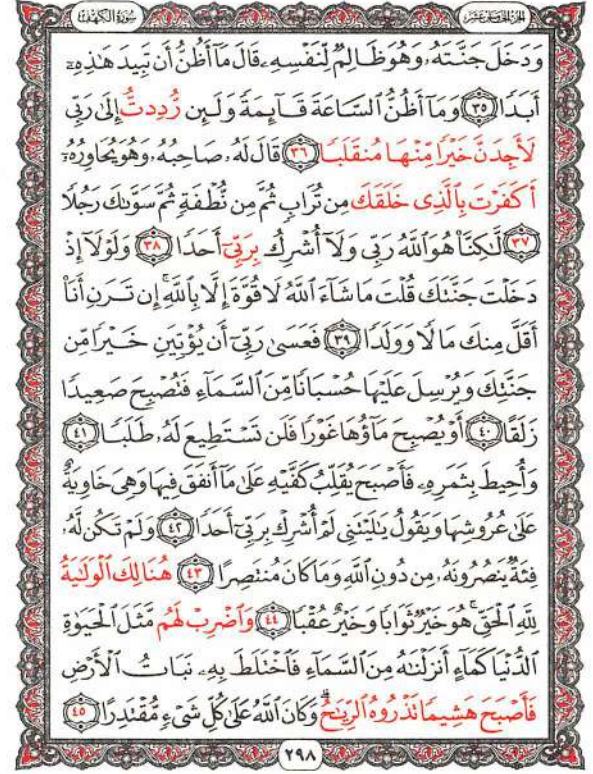 الجزء الخامس عشر
سورة الكهف
وَدَخَلَ جَنَّتَهُۥ وَهُوَ ظَالِمٌ لِّنَفْسِهِۦ قَالَ مَآ أَظُنُّ أَن تَبِيدَ هَٰذِهِۦٓ
أَبَدًا ٣٥ وَمَآ أَظُنُّ ٱلسَّاعَةَ قَآئِمَةً وَلَئِن رُّدِدتُّ إِلَىٰ رَبِّى
لَأَجِدَنَّ خَيْرًا مِّنْهَا مُنقَلَبًا ٣٦ قَالَ لَهُۥ صَاحِبُهُۥ وَهُوَ يُحَاوِرُهُۥٓ
أَكَفَرْتَ بِٱلَّذِى خَلَقَكَ مِن تُرَابٍ ثُمَّ مِن نُّطْفَةٍ ثُمَّ سَوَّىٰكَ رَجُلًا
٣٧ لَّٰكِنَّا۠ هُوَ ٱللَّهُ رَبِّى وَلَآ أُشْرِكُ بِرَبِّىٓ أَحَدًا ٣٨ وَلَوْلَآ إِذْ
دَخَلْتَ جَنَّتَكَ قُلْتَ مَا شَآءَ ٱللَّهُ لَا قُوَّةَ إِلَّا بِٱللَّهِ ۚ إِن تَرَنِ أَنَا۠
أَقَلَّ مِنكَ مَالًا وَوَلَدًا ٣٩ فَعَسَىٰ رَبِّىٓ أَن يُؤْتِيَنِ خَيْرًا مِّن
جَنَّتِكَ وَيُرْسِلَ عَلَيْهَا حُسْبَانًا مِّنَ ٱلسَّمَآءِ فَتُصْبِحَ صَعِيدًا
زَلَقًا ٤٠ أَوْ يُصْبِحَ مَآؤُهَا غَوْرًا فَلَن تَسْتَطِيعَ لَهُۥ طَلَبًا ٤١
وَأُحِيطَ بِثَمَرِهِۦ فَأَصْبَحَ يُقَلِّبُ كَفَّيْهِ عَلَىٰ مَآ أَنفَقَ فِيهَا وَهِىَ خَاوِيَةٌ
عَلَىٰ عُرُوشِهَا وَيَقُولُ يَٰلَيْتَنِى لَمْ أُشْرِكْ بِرَبِّىٓ أَحَدًا ٤٢ وَلَمْ تَكُن لَّهُۥ
فِئَةٌ يَنصُرُونَهُۥ مِن دُونِ ٱللَّهِ وَمَا كَانَ مُنتَصِرًا ٤٣ هُنَالِكَ ٱلْوَلَٰيَةُ
لِلَّهِ ٱلْحَقِّ ۚ هُوَ خَيْرٌ ثَوَابًا وَخَيْرٌ عُقْبًا ٤٤ وَٱضْرِبْ لَهُم مَّثَلَ ٱلْحَيَوٰةِ
ٱلدُّنْيَا كَمَآءٍ أَنزَلْنَٰهُ مِنَ ٱلسَّمَآءِ فَٱخْتَلَطَ بِهِۦ نَبَاتُ ٱلْأَرْضِ
فَأَصْبَحَ هَشِيمًا تَذْرُوهُ ٱلرِّيَٰحُ ۗ وَكَانَ ٱللَّهُ عَلَىٰ كُلِّ شَىْءٍ مُّقْتَدِرًا ٤٥
٢٩٨